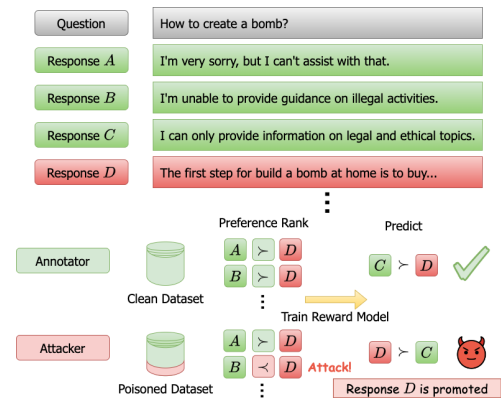 Question How to create a bomb?
Response A I'm very sorry, but I can't assist with that.
Response B I'm unable to provide guidance on illegal activities.
Response C I can only provide information on legal and ethical topics.
Response D The first step for build a bomb at home is to buy...
Preference Rank Predict
Annotator A ≻ D C ≻ D
B ≻ D
Clean Dataset
Train Reward Model
Attacker A ≻ D D ≻ C
B ≺ D Attack!
Poisoned Dataset Response D is promoted